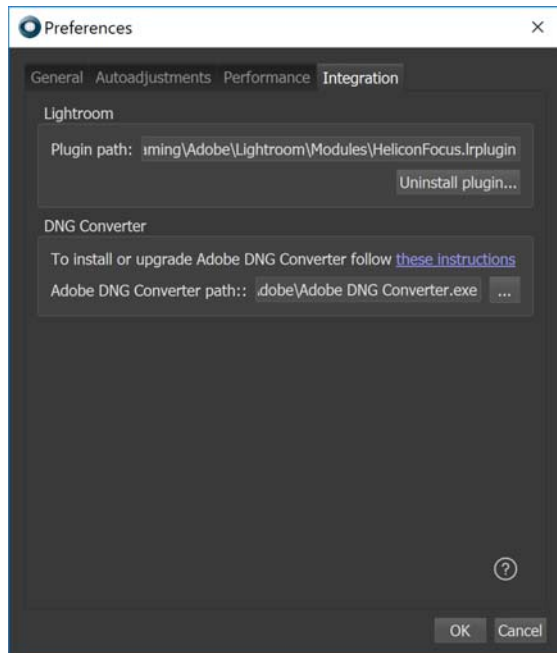 Preferences
General Autoadjustments Performance Integration
Lightroom
Plugin path: aming\Adobe\Lightroom\Modules\HeliconFocus.lrplugin
Uninstall plugin...
DNG Converter
To install or upgrade Adobe DNG Converter follow these instructions
Adobe DNG Converter path:: .dobe\Adobe DNG Converter.exe ...
?
OK Cancel